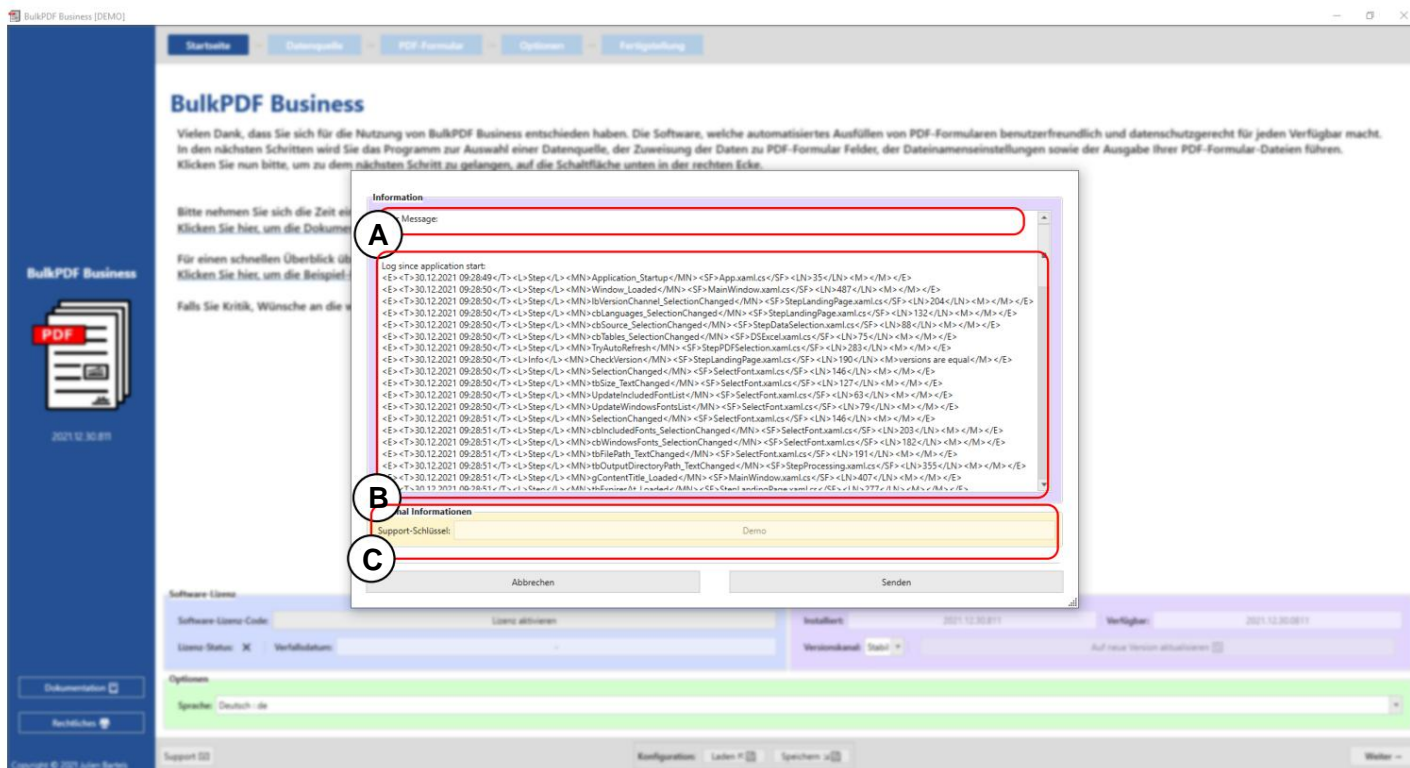 BulkPDF Business [DEMO]
Startseite
Datenquelle
PDF-Formular
Optionen
Fertigstellung
BulkPDF Business
Vielen Dank, dass Sie sich für die Nutzung von BulkPDF Business entschieden haben. Die Software, welche automatisiertes Ausfüllen von PDF-Formularen benutzerfreundlich und datenschutzgerecht für jeden Verfügbar macht.
In den nächsten Schritten wird Sie das Programm zur Auswahl einer Datenquelle, der Zuweisung der Daten zu PDF-Formular Felder, der Dateinamenseinstellungen sowie der Ausgabe Ihrer PDF-Formular-Dateien führen.
Klicken Sie nun bitte, um zu dem nächsten Schritt zu gelangen, auf die Schaltfläche unten in der rechten Ecke.
Bitte nehmen Sie sich die Zeit
Klicken Sie hier, um die
Für einen schnellen Überblick
Klicken Sie hier, um die Beispiel-
Falls Sie Kritik, Wünsche an die
Information
Message:
A
Log since application start:
<E><T>30.12.2021 09:28:49</T><L>Step</L><MN>Application_Startup</MN><SF>App.xaml.cs</SF><LN>35</LN><M></M></E>
<E><T>30.12.2021 09:28:50</T><L>Step</L><MN>Window_Loaded</MN><SF>MainWindow.xaml.cs</SF><LN>487</LN><M></M></E>
<E><T>30.12.2021 09:28:50</T><L>Step</L><MN>lbVersionChannel_SelectionChanged</MN><SF>StepLandingPage.xaml.cs</SF><LN>204</LN><M></M></E>
<E><T>30.12.2021 09:28:50</T><L>Step</L><MN>cbLanguages_SelectionChanged</MN><SF>StepLandingPage.xaml.cs</SF><LN>132</LN><M></M></E>
<E><T>30.12.2021 09:28:50</T><L>Step</L><MN>cbSource_SelectionChanged</MN><SF>StepDataSelection.xaml.cs</SF><LN>88</LN><M></M></E>
<E><T>30.12.2021 09:28:50</T><L>Step</L><MN>cbTables_SelectionChanged</MN><SF>DSExcel.xaml.cs</SF><LN>75</LN><M></M></E>
<E><T>30.12.2021 09:28:50</T><L>Step</L><MN>TryAutoRefresh</MN><SF>StepPDFSelection.xaml.cs</SF><LN>283</LN><M></M></E>
<E><T>30.12.2021 09:28:50</T><L>Info</L><MN>CheckVersion</MN><SF>StepLandingPage.xaml.cs</SF><LN>190</LN><M>versions are equal</M></E>
<E><T>30.12.2021 09:28:50</T><L>Step</L><MN>SelectionChanged</MN><SF>SelectFont.xaml.cs</SF><LN>146</LN><M></M></E>
<E><T>30.12.2021 09:28:50</T><L>Step</L><MN>tbSize_TextChanged</MN><SF>SelectFont.xaml.cs</SF><LN>127</LN><M></M></E>
<E><T>30.12.2021 09:28:50</T><L>Step</L><MN>UpdateIncludedFontList</MN><SF>SelectFont.xaml.cs</SF><LN>63</LN><M></M></E>
<E><T>30.12.2021 09:28:50</T><L>Step</L><MN>UpdateWindowsFontsList</MN><SF>SelectFont.xaml.cs</SF><LN>79</LN><M></M></E>
<E><T>30.12.2021 09:28:51</T><L>Step</L><MN>SelectionChanged</MN><SF>SelectFont.xaml.cs</SF><LN>146</LN><M></M></E>
<E><T>30.12.2021 09:28:51</T><L>Step</L><MN>cbIncludedFonts_SelectionChanged</MN><SF>SelectFont.xaml.cs</SF><LN>203</LN><M></M></E>
<E><T>30.12.2021 09:28:51</T><L>Step</L><MN>cbWindowsFonts_SelectionChanged</MN><SF>SelectFont.xaml.cs</SF><LN>182</LN><M></M></E>
<E><T>30.12.2021 09:28:51</T><L>Step</L><MN>tbFilePath_TextChanged</MN><SF>SelectFont.xaml.cs</SF><LN>191</LN><M></M></E>
<E><T>30.12.2021 09:28:51</T><L>Step</L><MN>tbOutputDirectoryPath_TextChanged</MN><SF>StepProcessing.xaml.cs</SF><LN>355</LN><M></M></E>
<E><T>30.12.2021 09:28:51</T><L>Step</L><MN>gContentTitle_Loaded</MN><SF>MainWindow.xaml.cs</SF><LN>407</LN><M></M></E>
<T>30.12.2021 09:28:51</T><L>Step</L><MN>tbExpiresAt_Loaded</MN><SF>StepLandingPage.xaml.cs</SF><LN>277</LN><M></M></E>
B
Informationen
Support-Schlüssel:
Demo
C
Abbrechen
Senden
BulkPDF Business
PDF
2021.12.30.811
Dokumentation
Rechtliches
Copyright © 2021 Julian Bartels
Software-Lizenz
Software-Lizenz-Code:
Lizenz aktivieren
Lizenz-Status:
Verfallsdatum:
-
Installiert:
2021.12.30.811
Verfügbar:
2021.12.30.0811
Versionskanal:
Stabil
Auf neue Version aktualisieren
Optionen
Sprache:
Deutsch : de
Support
Konfiguration:
Laden
Speichern
Weiter